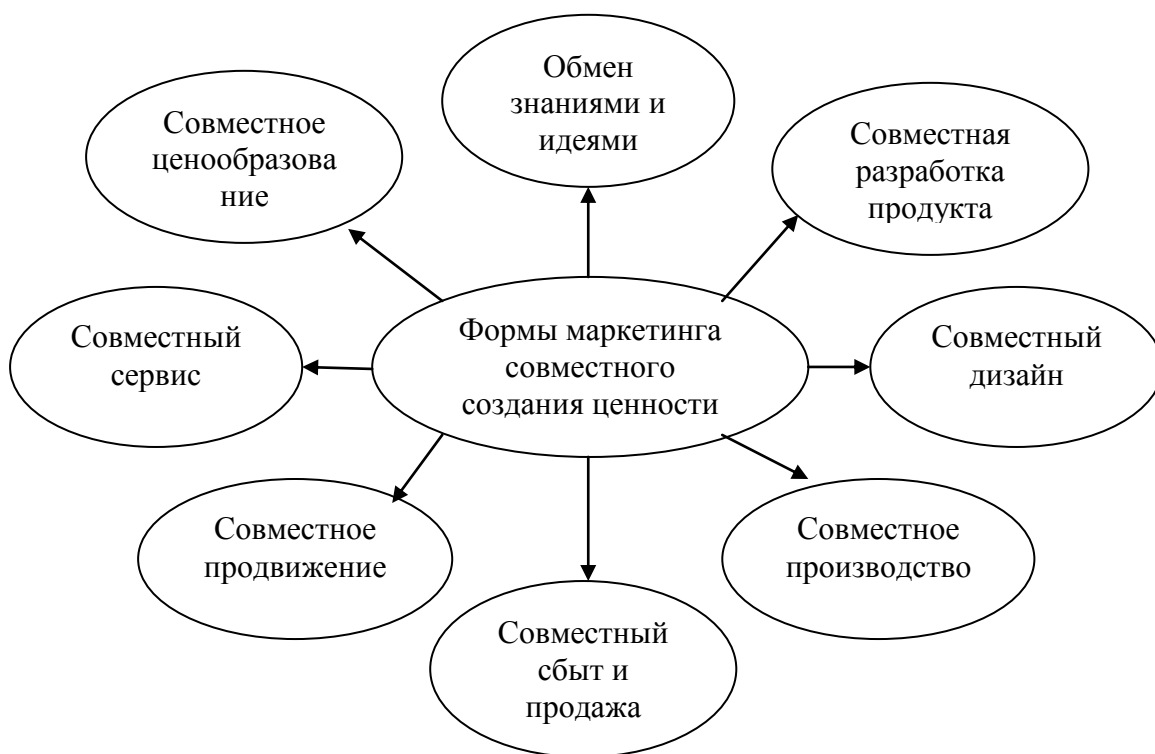 Обмен
знаниями и
идеями
Совместное
ценообразова
ние
Совместная
разработка
продукта
Совместный
сервис
Формы маркетинга
совместного
создания ценности
Совместный
дизайн
Совместное
продвижение
Совместное
производство
Совместный
сбыт и
продажа